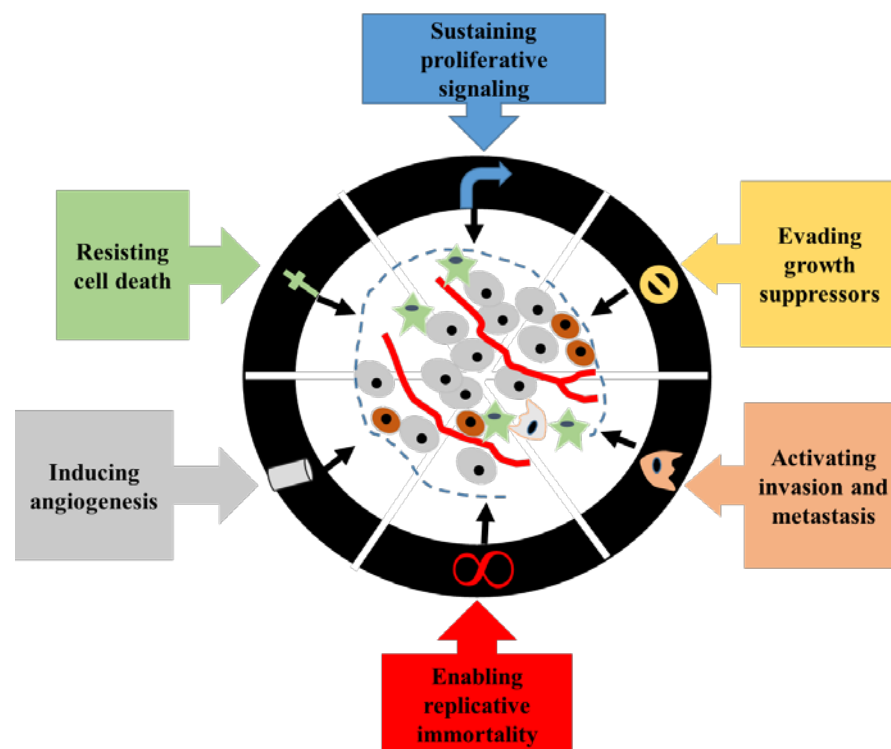 Sustaining
proliferative
signaling
Resisting
cell death
Evading
growth
suppressors
Inducing
angiogenesis
Activating
invasion and
metastasis
Enabling
replicative
immortality